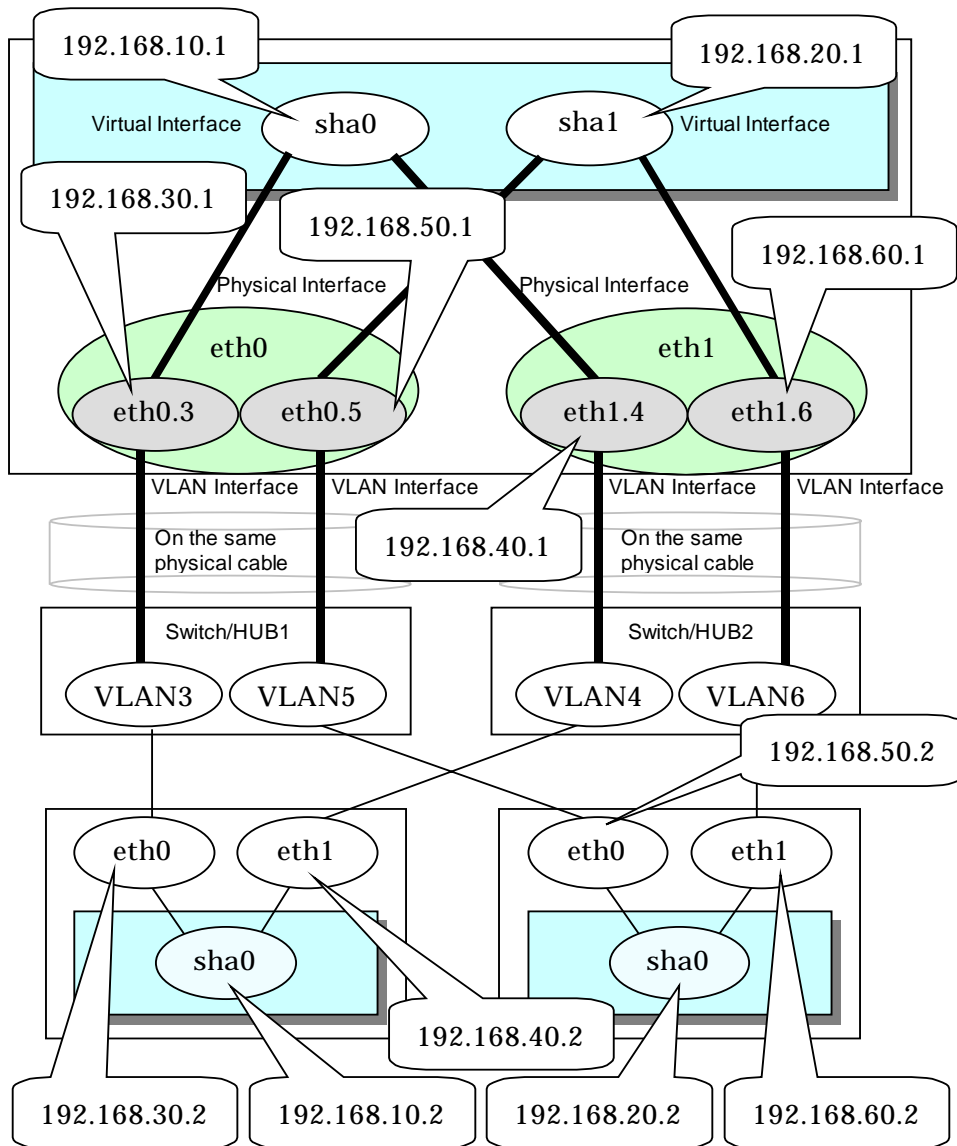 192.168.10.1
192.168.20.1
Virtual Interface
sha0
sha1
Virtual Interface
192.168.30.1
192.168.50.1
192.168.60.1
Physical Interface
Physical Interface
eth0
eth1
eth0.3
eth0.5
eth1.4
eth1.6
VLAN Interface
VLAN Interface
VLAN Interface
VLAN Interface
On the same
physical cable
192.168.40.1
On the same
physical cable
Switch/HUB1
Switch/HUB2
VLAN3
VLAN5
VLAN4
VLAN6
192.168.50.2
eth0
eth1
eth0
eth1
sha0
sha0
192.168.40.2
192.168.30.2
192.168.10.2
192.168.20.2
192.168.60.2